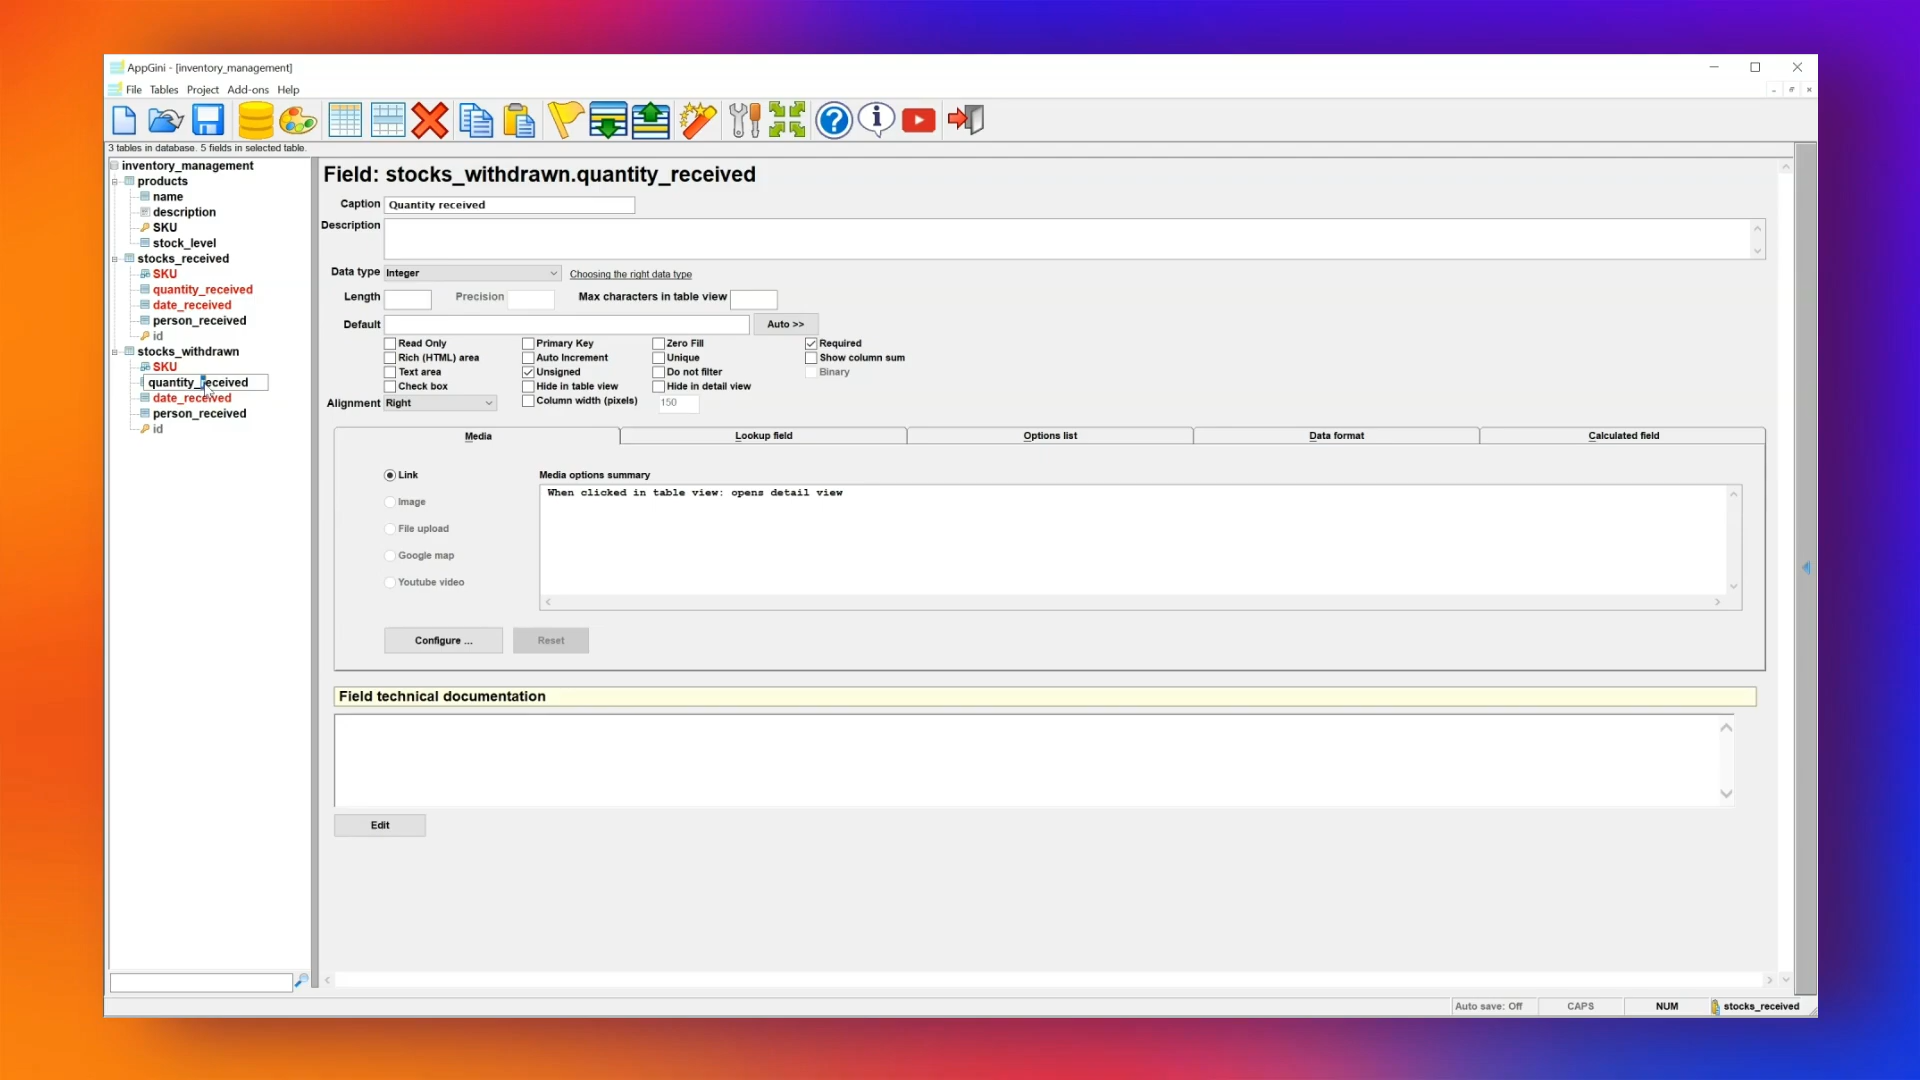 AppGini - [inventory_management]
File Tables Project Add-ons Help
3 tables in database. 5 fields in selected table.
inventory_management
products
name
description
SKU
stock_level
stocks_received
SKU
quantity_received
date_received
person_received
id
stocks_withdrawn
SKU
quantity_received
date_received
person_received
id
Field: stocks_withdrawn.quantity_received
Caption Quantity received
Description
Data type Integer Choosing the right data type
Length Precision Max characters in table view
Default Auto >>
Read Only Primary Key Zero Fill Required
Rich (HTML) area Auto Increment Unique Show column sum
Text area Unsigned Do not filter Binary
Check box Hide in table view Hide in detail view
Alignment Right Column width (pixels) 150
Media Lookup field Options list Data format Calculated field
Link Media options summary
When clicked in table view: opens detail view
Image
File upload
Google map
Youtube video
Configure ... Reset
Field technical documentation
Edit
Auto save: Off CAPS NUM stocks_received